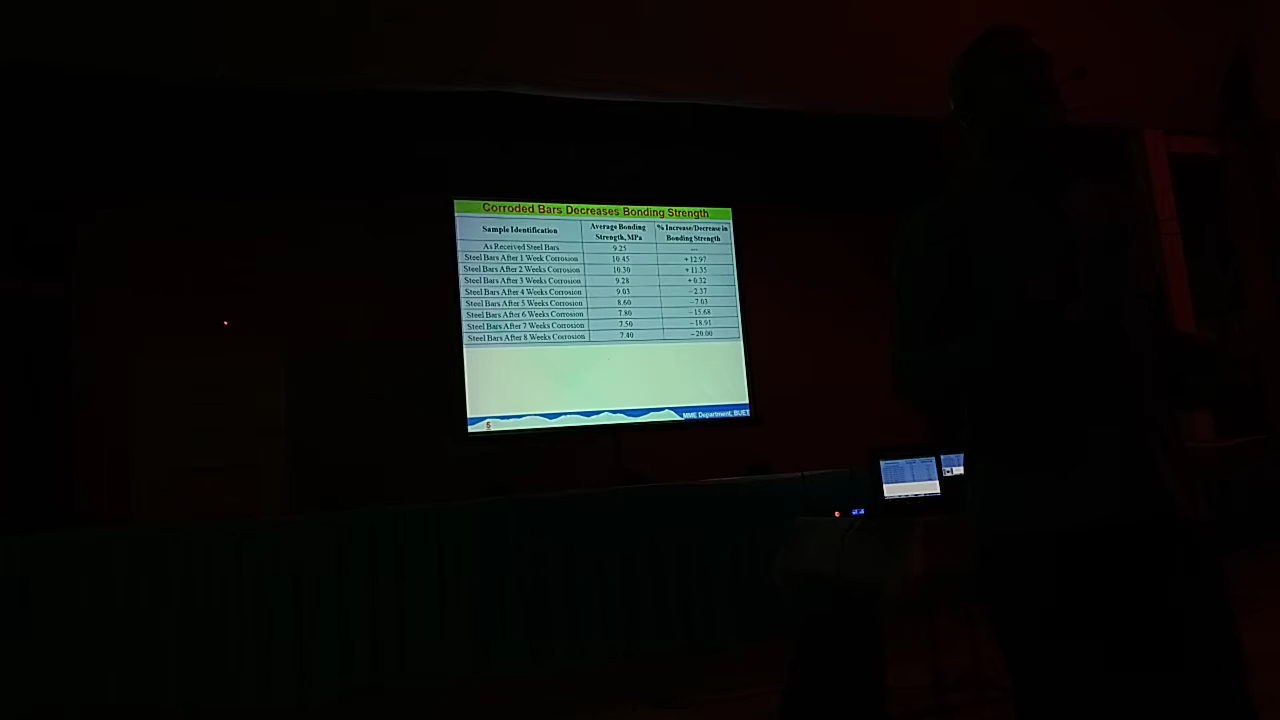 Corroded Bars Decreases Bonding Strength
Sample Identification Average Bonding Strength, MPa % Increase/Decrease in Bonding Strength
As Received Steel Bars 9.25 ---
Steel Bars After 1 Week Corrosion 10.45 +12.97
Steel Bars After 2 Weeks Corrosion 10.30 +11.35
Steel Bars After 3 Weeks Corrosion 9.28 +0.32
Steel Bars After 4 Weeks Corrosion 9.03 −2.37
Steel Bars After 5 Weeks Corrosion 8.60 −7.03
Steel Bars After 6 Weeks Corrosion 7.80 −15.68
Steel Bars After 7 Weeks Corrosion 7.50 −18.91
Steel Bars After 8 Weeks Corrosion 7.40 −20.00
MME Department, BUET
5